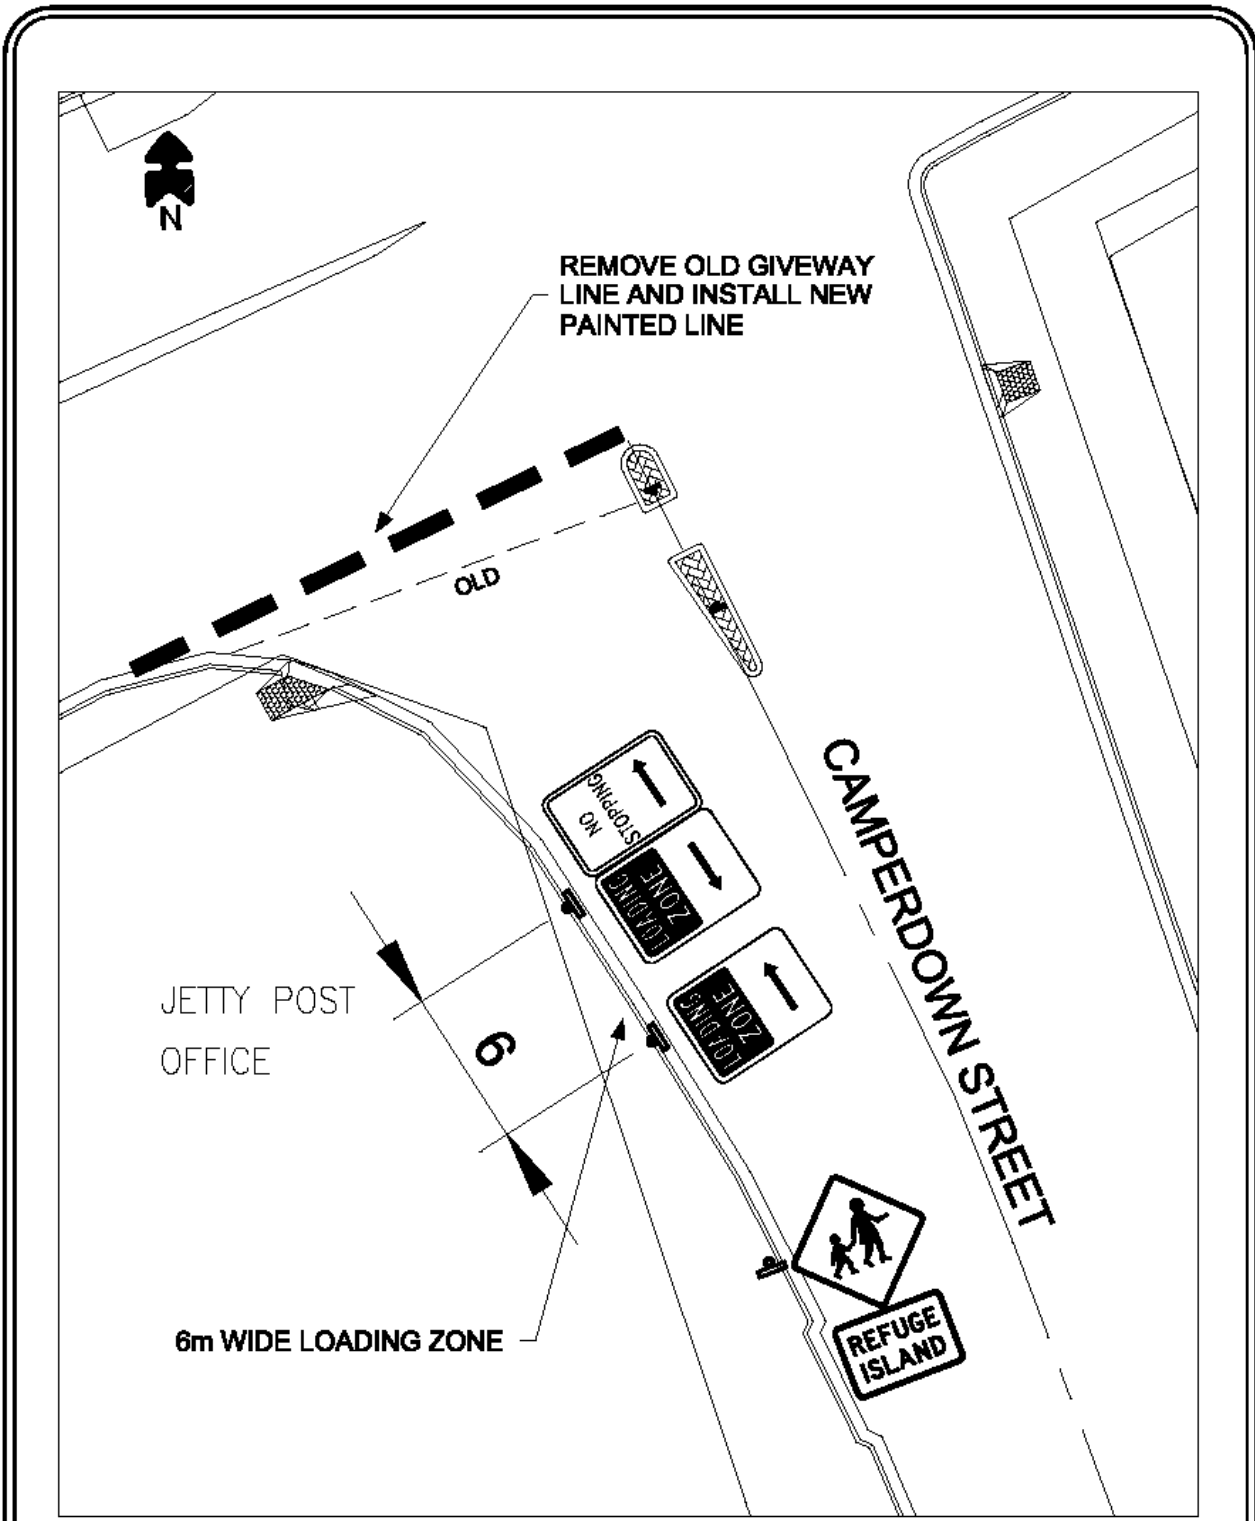 N
REMOVE OLD GIVEWAY
LINE AND INSTALL NEW
PAINTED LINE
OLD
NO
STOPPING
LOADING
ZONE
LOADING
ZONE
CAMPERDOWN STREET
JETTY POST
OFFICE
6
6m WIDE LOADING ZONE
REFUGE
ISLAND